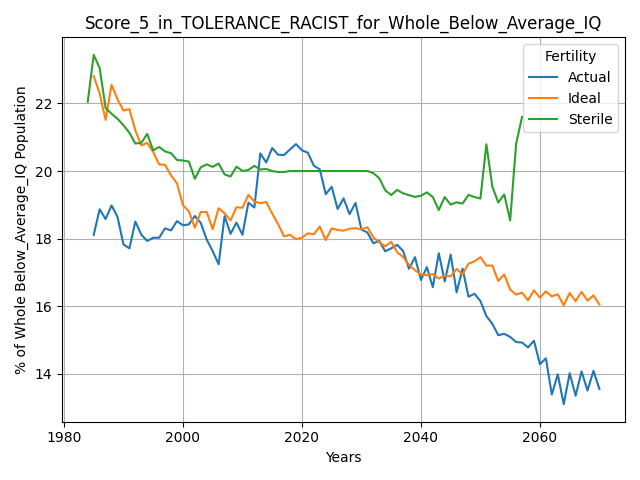 Score_5_in_TOLERANCE_RACIST_for_Whole_Below_Average_IQ
Fertility
Actual
Ideal
Sterile
% of Whole Below_Average_IQ Population
22
20
18
16
14
1980
2000
2020
2040
2060
Years